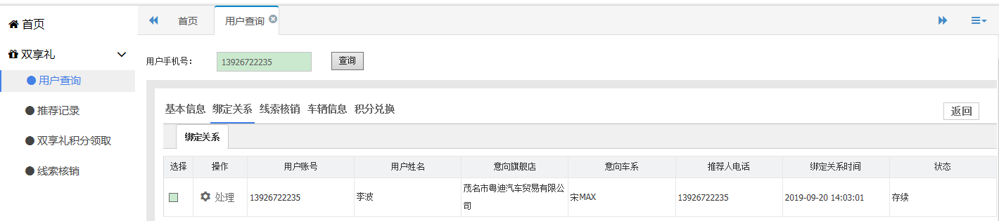 首页
双享礼
用户查询
推荐记录
双享礼积分领取
线索核销
首页 用户查询
用户手机号： 13926722235 查询
基本信息 绑定关系 线索核销 车辆信息 积分兑换 返回
绑定关系
选择 操作 用户账号 用户姓名 意向旗舰店 意向车系 推荐人电话 绑定关系时间 状态
处理 13926722235 李波 茂名市粤迪汽车贸易有限公 宋MAX 13926722235 2019-09-20 14:03:01 存续
司